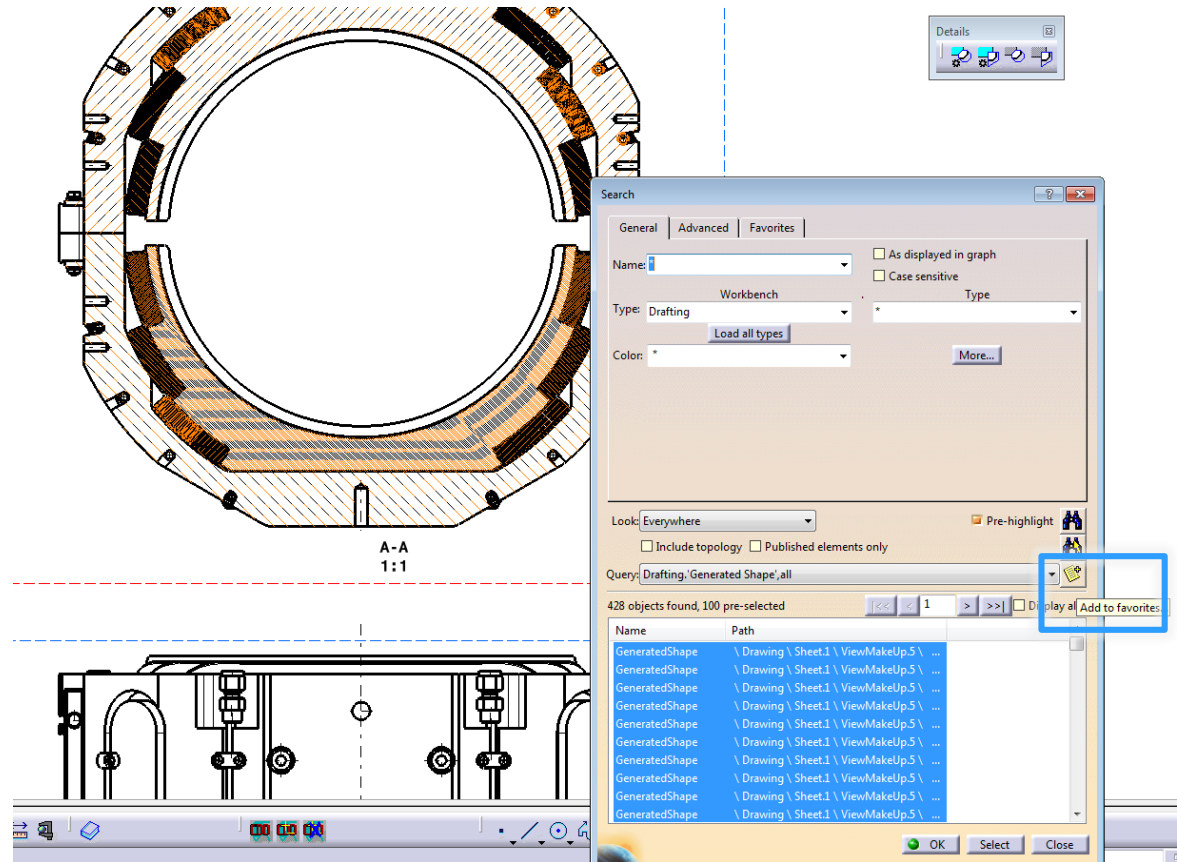 Details
Search
General Advanced Favorites
Name: *
As displayed in graph
Case sensitive
Workbench . Type
Type: Drafting *
Load all types
Color: * More...
A-A
1:1
Look: Everywhere Pre-highlight
Include topology Published elements only
Query: Drafting.'Generated Shape',all
428 objects found, 100 pre-selected |<< < 1 > >>| Display al
Add to favorites
Name Path
GeneratedShape \ Drawing \ Sheet.1 \ ViewMakeUp.5 \ ...
GeneratedShape \ Drawing \ Sheet.1 \ ViewMakeUp.5 \ ...
GeneratedShape \ Drawing \ Sheet.1 \ ViewMakeUp.5 \ ...
GeneratedShape \ Drawing \ Sheet.1 \ ViewMakeUp.5 \ ...
GeneratedShape \ Drawing \ Sheet.1 \ ViewMakeUp.5 \ ...
GeneratedShape \ Drawing \ Sheet.1 \ ViewMakeUp.5 \ ...
GeneratedShape \ Drawing \ Sheet.1 \ ViewMakeUp.5 \ ...
GeneratedShape \ Drawing \ Sheet.1 \ ViewMakeUp.5 \ ...
GeneratedShape \ Drawing \ Sheet.1 \ ViewMakeUp.5 \ ...
GeneratedShape \ Drawing \ Sheet.1 \ ViewMakeUp.5 \ ...
OK Select Close